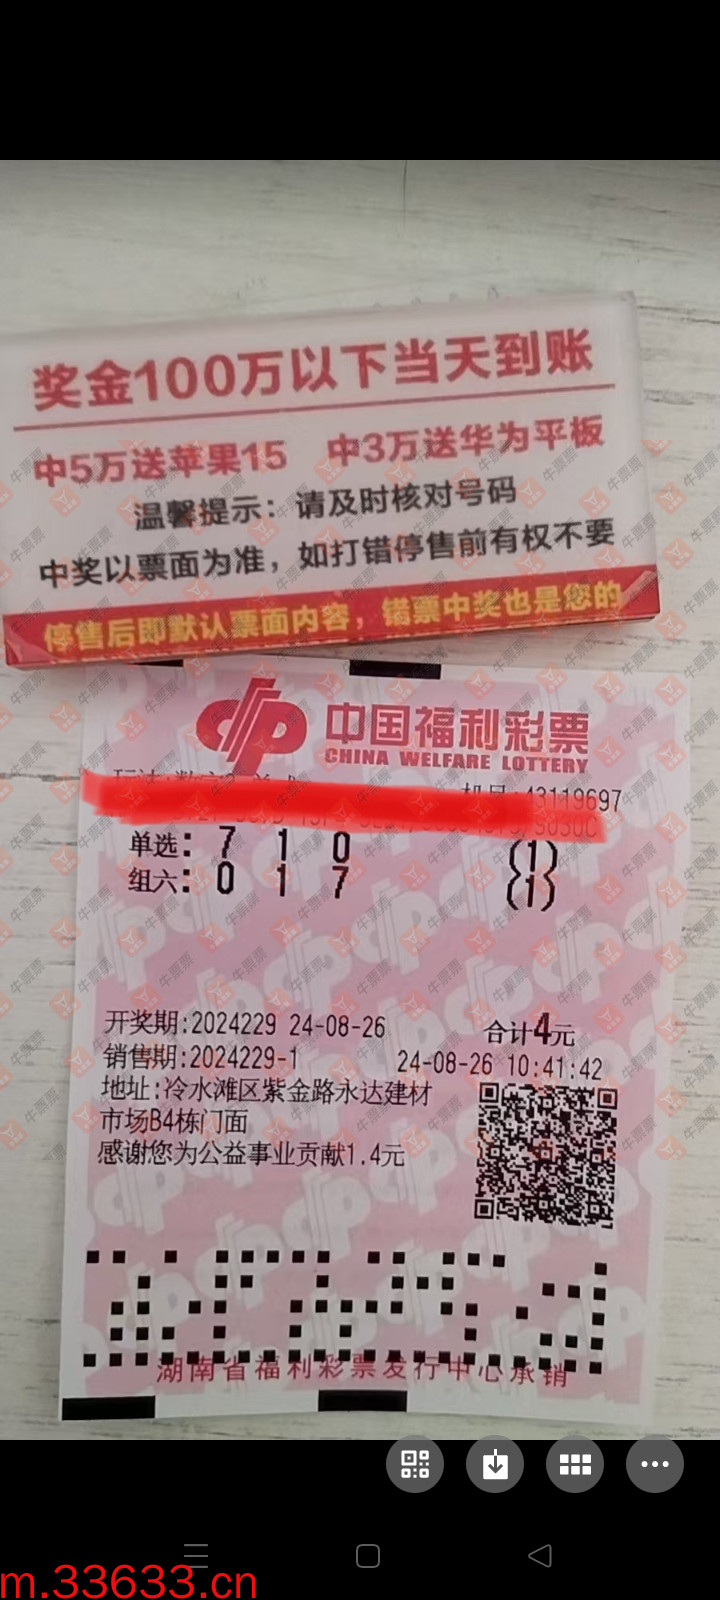 奖金100万以下当天到账
中5万送苹果15 中3万送华为平板
温馨提示：请及时核对号码
中奖以票面为准，如打错停售前有权不要
停售后即默认票面内容，错票中奖也是您的
中国福利彩票
CHINA WELFARE LOTTERY
43119697
单选: 7 1 0 (1)
组六: 0 1 7 (1)
开奖期:2024229 24-08-26 合计4元
销售期:2024229-1 24-08-26 10:41:42
地址:冷水滩区紫金路永达建材
市场B4栋门面
感谢您为公益事业贡献1.4元
湖南省福利彩票发行中心承销
牛票票
m.33633.cn